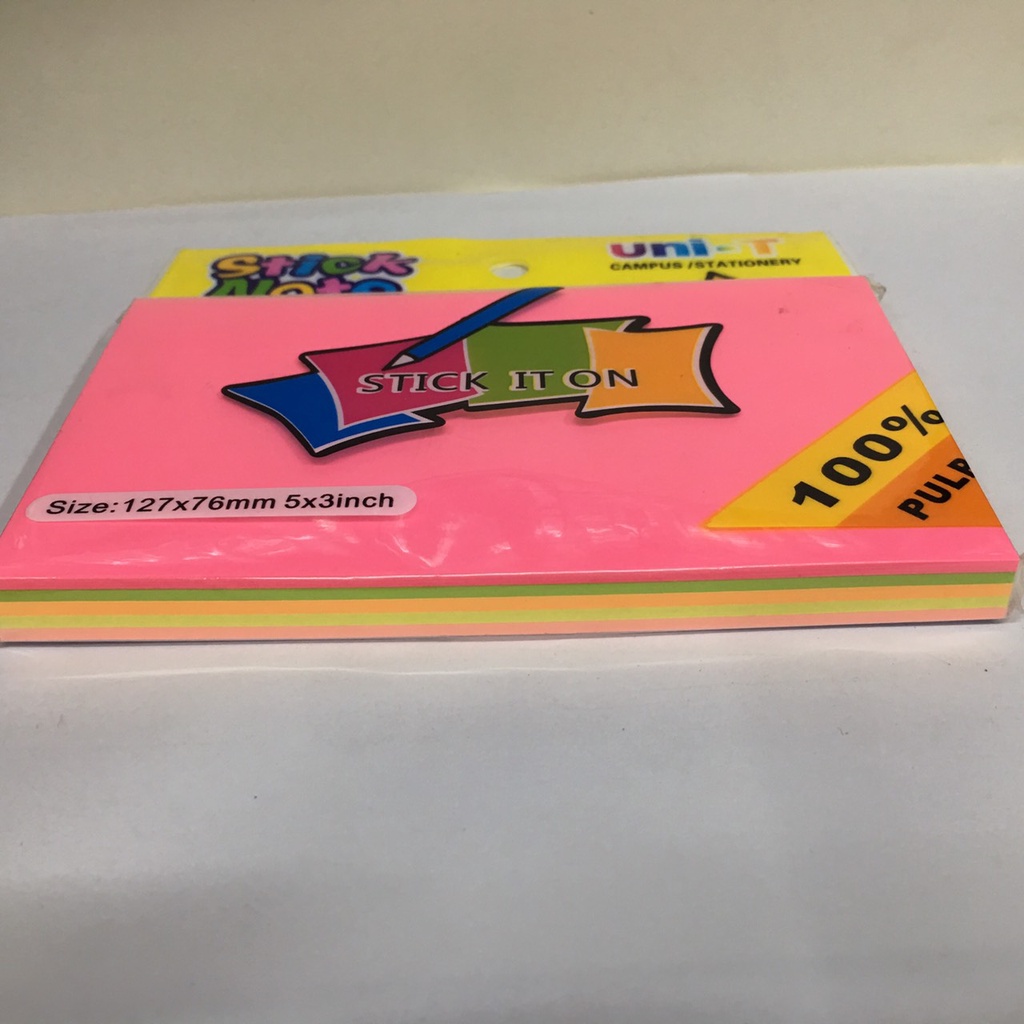 Stick
Note
uni-T
CAMPUS /STATIONERY
STICK IT ON
100%
PULP
Size:127x76mm 5x3inch